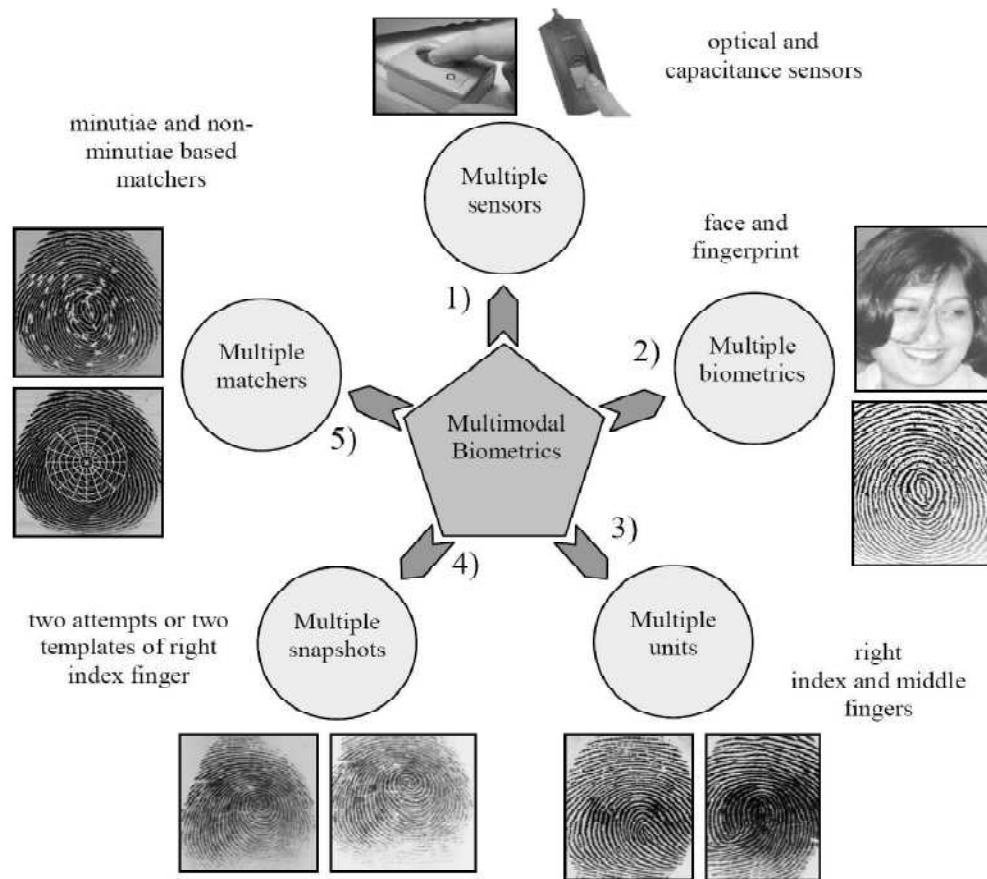 optical and
capacitance sensors
minutiae and non-
minutiae based
matchers
Multiple
sensors
face and
fingerprint
1)
2)
Multiple
matchers
Multiple
biometrics
5)
Multimodal
Biometrics
3)
4)
two attempts or two
templates of right
index finger
Multiple
snapshots
Multiple
units
right
index and middle
fingers